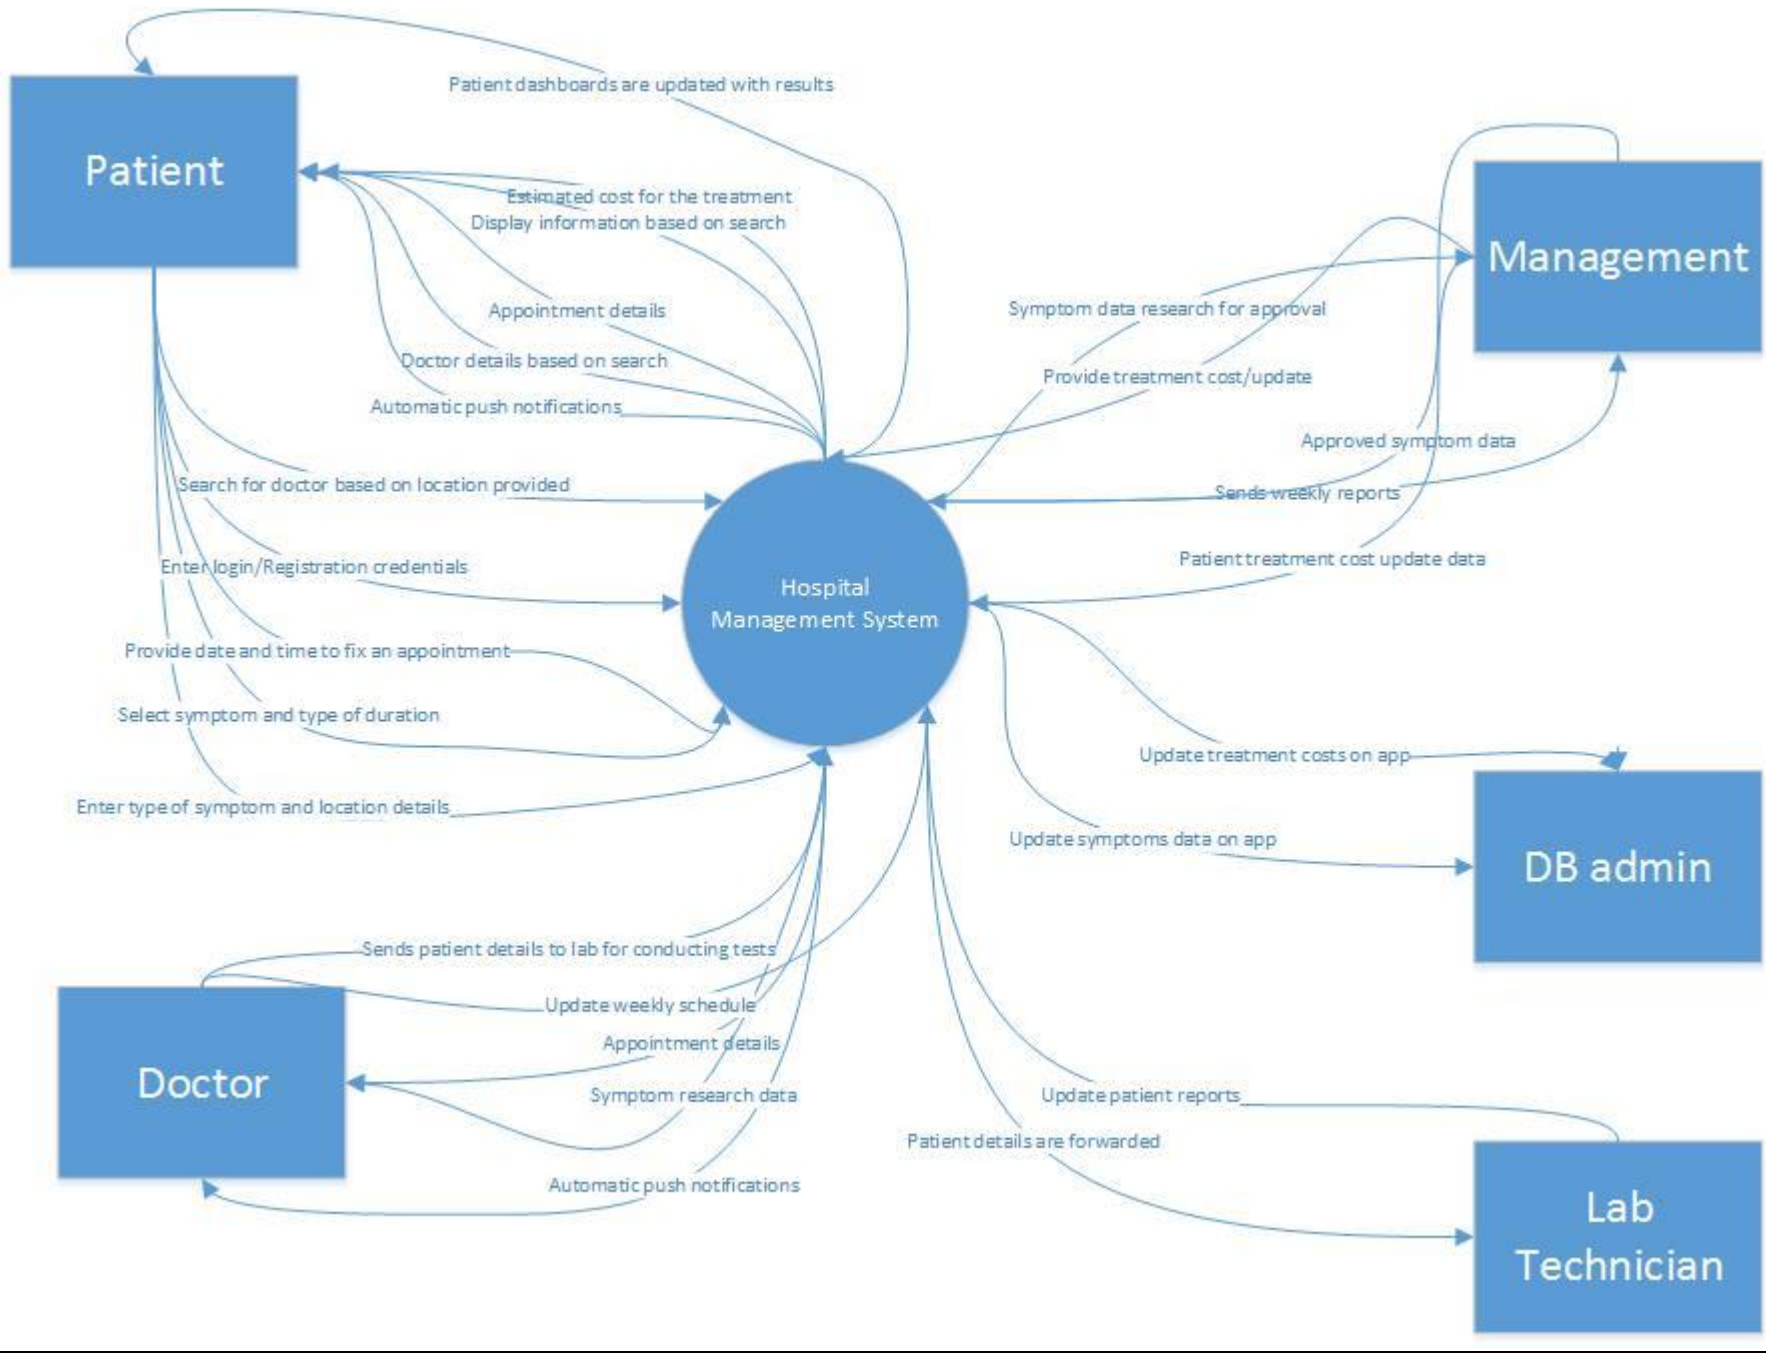 Patient dashboards are updated with results
Patient
Estimated cost for the treatment
Display information based on search
Management
Appointment details
Symptom data research for approval
Doctor details based on search
Provide treatment cost/update
Automatic push notifications
Approved symptom data
Search for doctor based on location provided
Sends weekly reports
Enter login/Registration credentials
Patient treatment cost update data
Hospital
Management System
Provide date and time to fix an appointment
Select symptom and type of duration
Update treatment costs on app
Enter type of symptom and location details
Update symptoms data on app
DB admin
Sends patient details to lab for conducting tests
Update weekly schedule
Appointment details
Doctor
Symptom research data
Update patient reports
Patient details are forwarded
Automatic push notifications
Lab
Technician